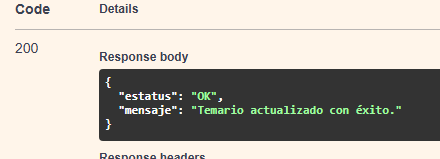 Code Details
200
Response body
{
  "estatus": "OK",
  "mensaje": "Temario actualizado con éxito."
}
Response headers